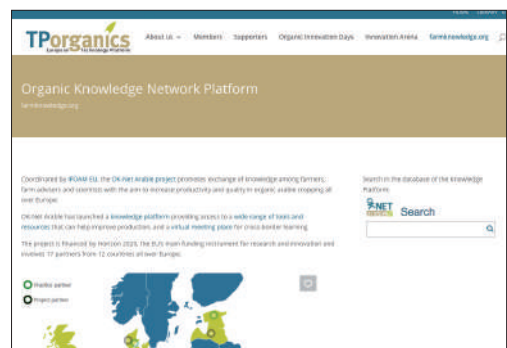 TPorganics
About us
Members
Supporters
Organic Innovation Days
Innovation Arena
farmknowledge.org
Organic Knowledge Network Platform
farmknowledge.org
Coordinated by IFOAM EU, the OK-Net Arable project promotes exchange of knowledge among farmers,
farm advisers and scientists with the aim to increase productivity and quality in organic arable cropping all
over Europe.
OK-Net Arable has launched a knowledge platform providing access to a wide range of tools and
resources that can help improve production, and a virtual meeting place for cross border learning.
The project is financed by Horizon 2020, the EU's main funding instrument for research and innovation and
involves 17 partners from 12 countries all over Europe.
Search in the database of the Knowledge
Platform:
NET
Search
Practice partner
Project partner